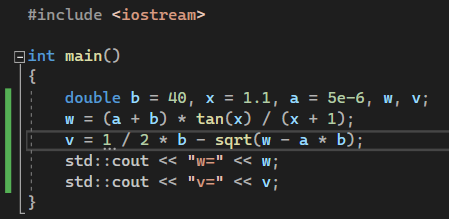 #include <iostream>
int main()
{
double b = 40, x = 1.1, a = 5e-6, w, v;
w = (a + b) * tan(x) / (x + 1);
v = 1 / 2 * b - sqrt(w - a * b);
std::cout << "w=" << w;
std::cout << "v=" << v;
}